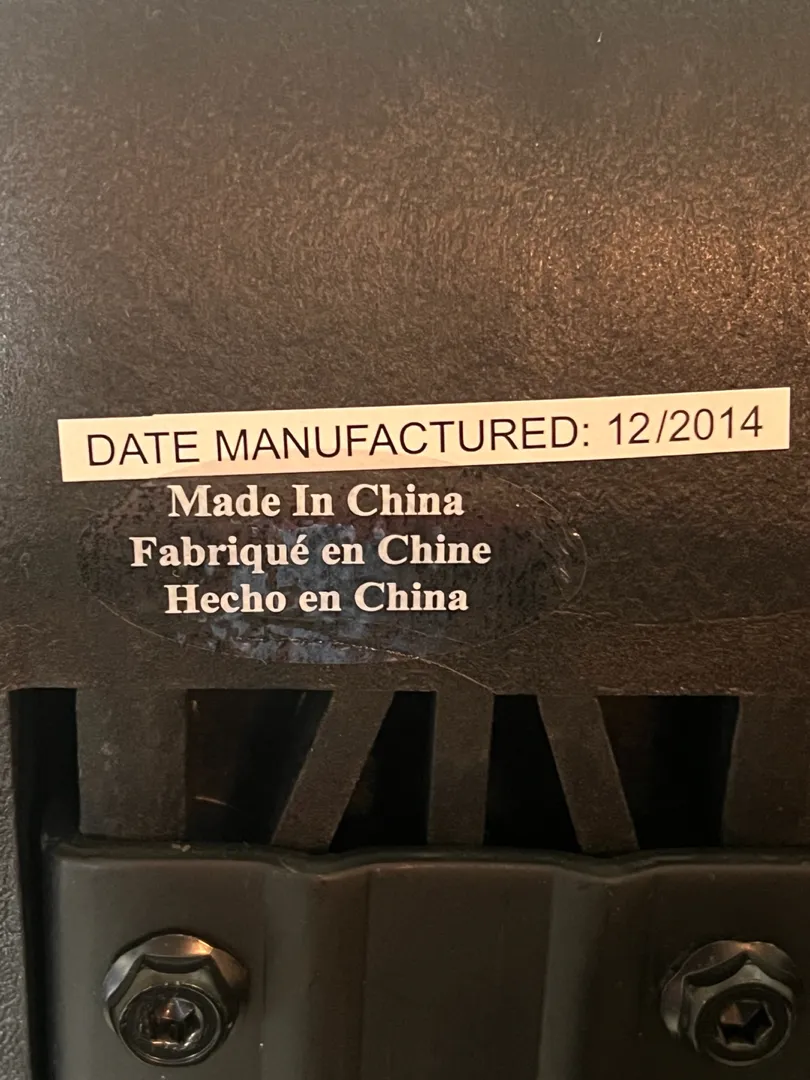 DATE MANUFACTURED: 12/2014
Made In China
Fabriqué en Chine
Hecho en China